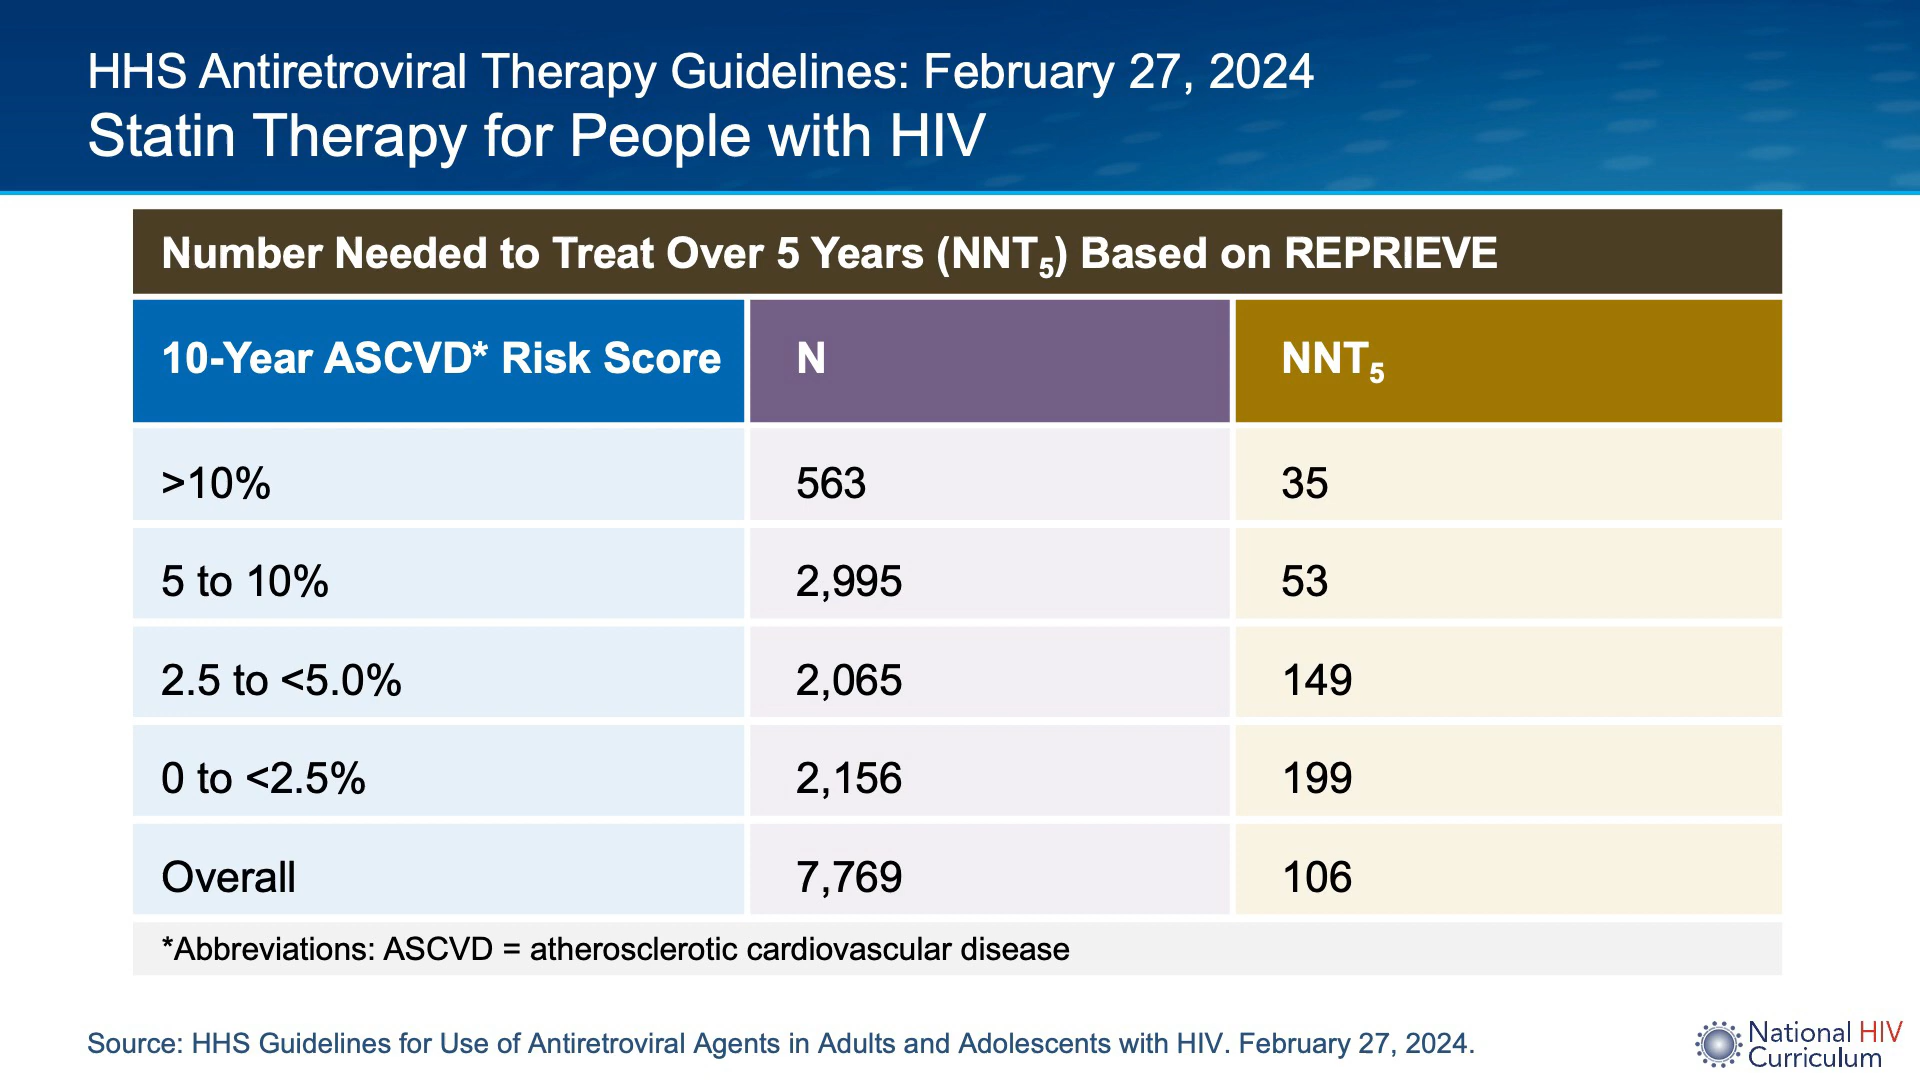 HHS Antiretroviral Therapy Guidelines: February 27, 2024
Statin Therapy for People with HIV
Number Needed to Treat Over 5 Years (NNT5) Based on REPRIEVE
10-Year ASCVD* Risk Score N NNT5
>10% 563 35
5 to 10% 2,995 53
2.5 to <5.0% 2,065 149
0 to <2.5% 2,156 199
Overall 7,769 106
*Abbreviations: ASCVD = atherosclerotic cardiovascular disease
Source: HHS Guidelines for Use of Antiretroviral Agents in Adults and Adolescents with HIV. February 27, 2024.
National HIV
Curriculum